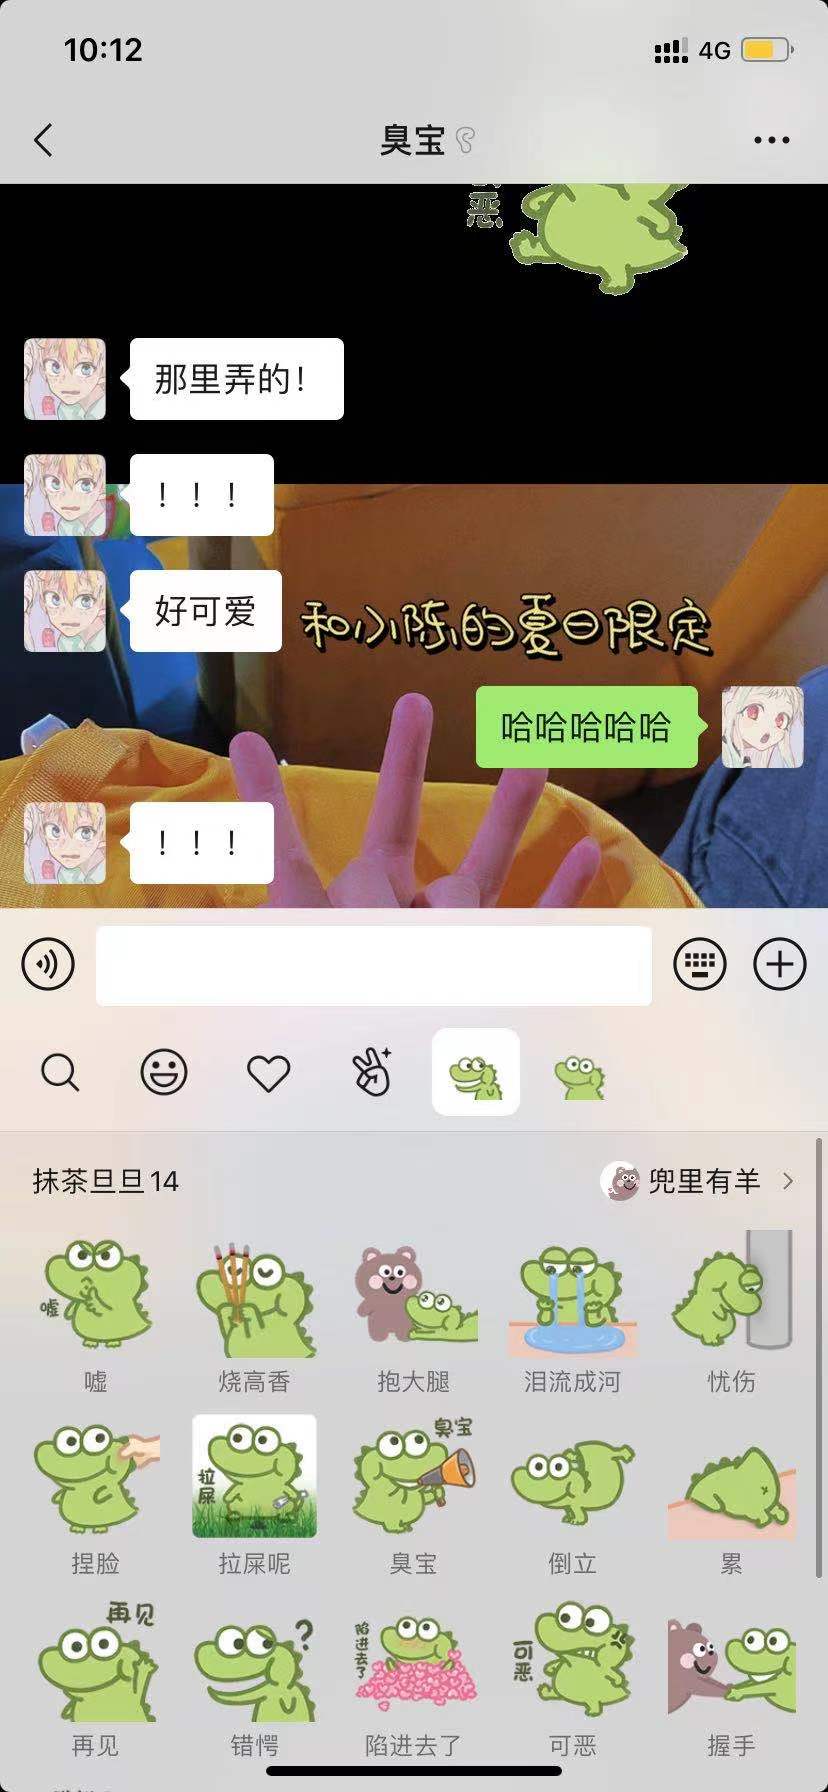 10:12
4G
臭宝
恶
那里弄的！
！！！
好可爱
和小陈的夏日限定
哈哈哈哈哈
！！！
抹茶旦旦14
兜里有羊
嘘
嘘
烧高香
抱大腿
泪流成河
忧伤
拉屎
臭宝
捏脸
拉屎呢
臭宝
倒立
累
再见
?
陷进去了
可恶
再见
错愕
陷进去了
可恶
握手